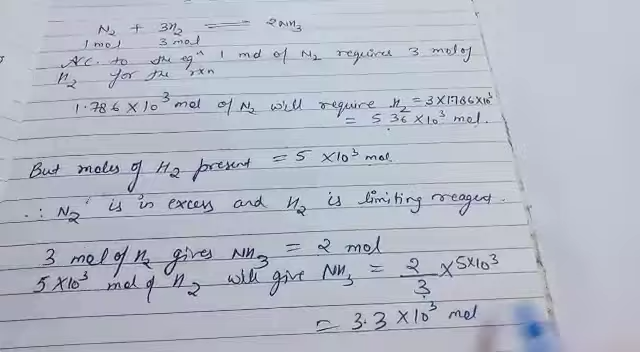 N2 + 3H2 ⇌ 2NH3
1 mol 3 mol
Ac. to the eqn 1 mol of N2 requires 3 mol of
H2 for the rxn
1.786 × 10³ mol of N2 will require H2 = 3 × 1.786 × 10³
= 5.36 × 10³ mol.
But moles of H2 present = 5 × 10³ mol
∴ N2 is in excess and H2 is limiting reagent.
3 mol of H2 gives NH3 = 2 mol
5 × 10³ mol of H2 will give NH3 = 2/3 × 5 × 10³
= 3.3 × 10³ mol